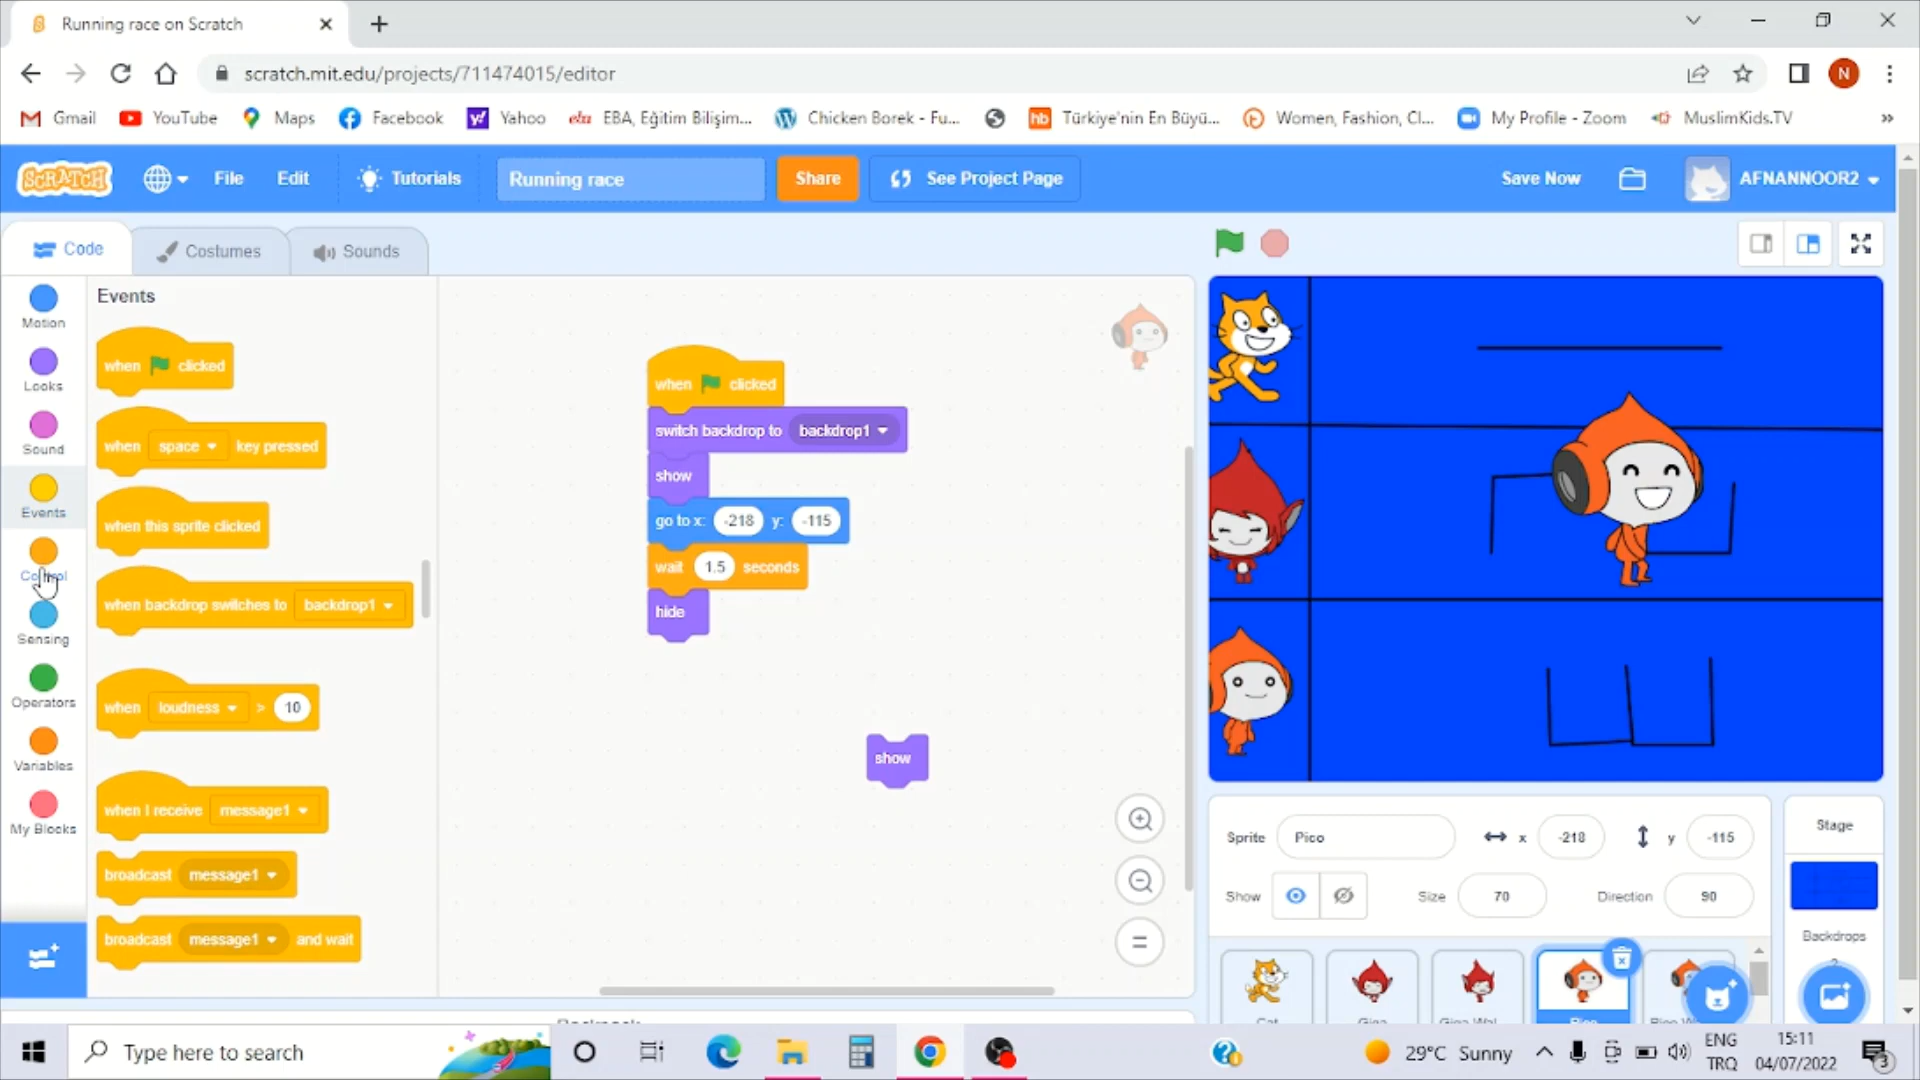 Running race on Scratch
scratch.mit.edu/projects/711474015/editor
N
Gmail YouTube Maps Facebook Yahoo EBA, Eğitim Bilişim... Chicken Borek - Fu... Türkiye'nin En Büyü... Women, Fashion, Cl... My Profile - Zoom MuslimKids.TV »
SCRATCH File Edit Tutorials Running race Share See Project Page Save Now AFNANNOOR2
Code Costumes Sounds
Motion
Looks
Sound
Events
Control
Sensing
Operators
Variables
My Blocks
Events
when clicked
when space key pressed
when this sprite clicked
when backdrop switches to backdrop1
when loudness > 10
when I receive message1
broadcast message1
broadcast message1 and wait
when clicked
switch backdrop to backdrop1
show
go to x: -218 y: -115
wait 1.5 seconds
hide
show
Sprite Pico x -218 y -115
Show Size 70 Direction 90
Stage
Backdrops
Type here to search
29°C Sunny
ENG
TRQ
15:11
04/07/2022
3